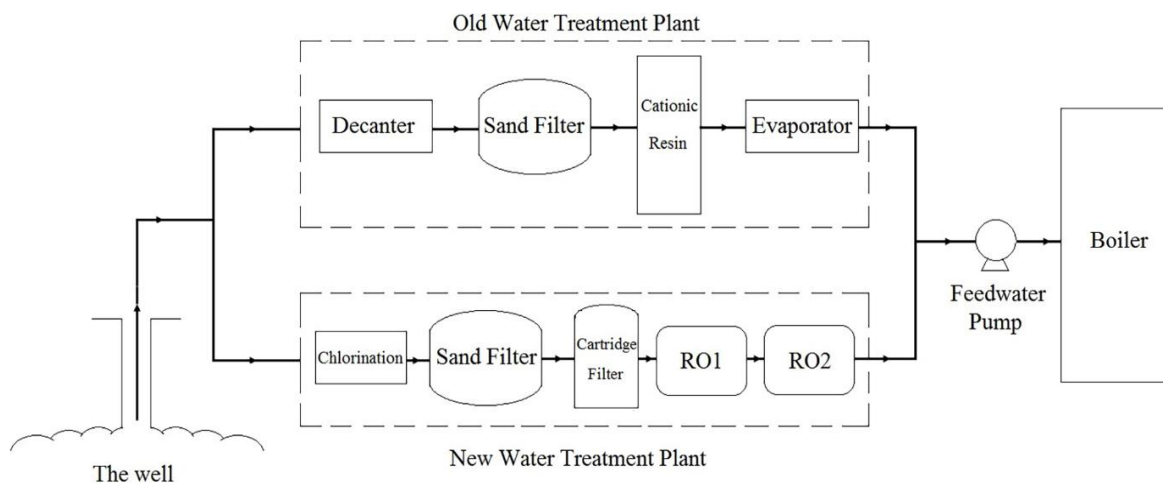 Old Water Treatment Plant
Decanter
Sand Filter
Cationic
Resin
Evaporator
Boiler
Feedwater
Pump
Chlorination
Sand Filter
Cartridge
Filter
RO1
RO2
The well
New Water Treatment Plant